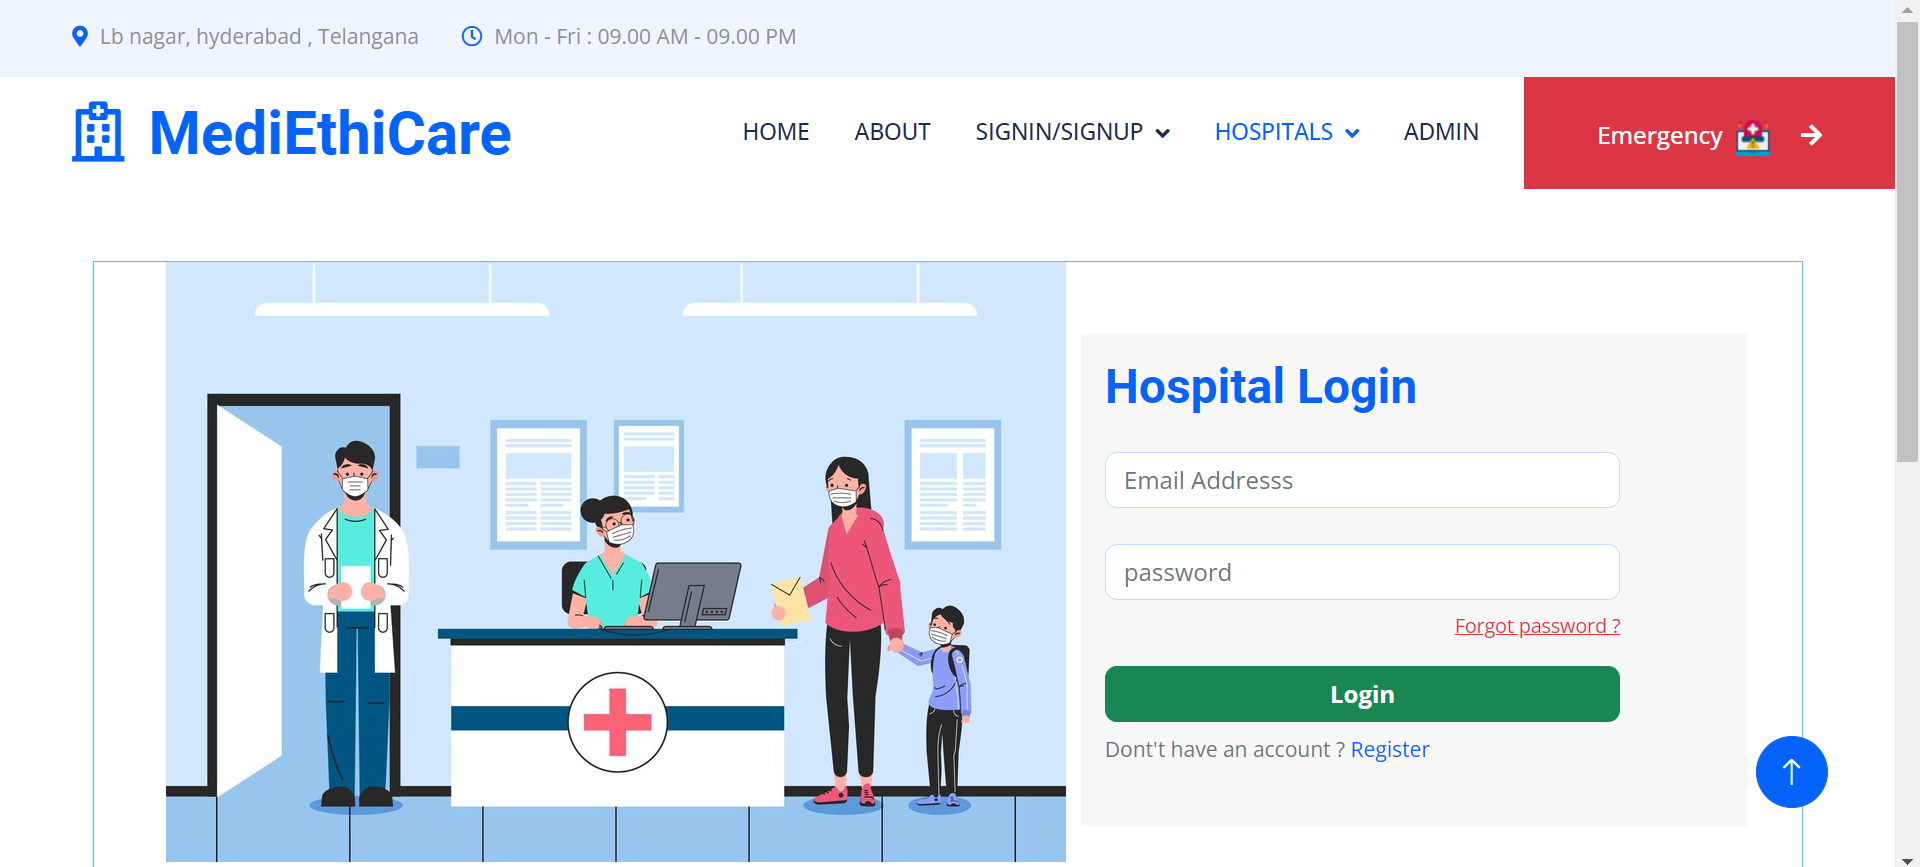 Lb nagar, hyderabad , Telangana Mon - Fri : 09.00 AM - 09.00 PM
MediEthiCare HOME ABOUT SIGNIN/SIGNUP HOSPITALS ADMIN Emergency
Hospital Login
Email Addresss
password
Forgot password ?
Login
Dont't have an account ? Register